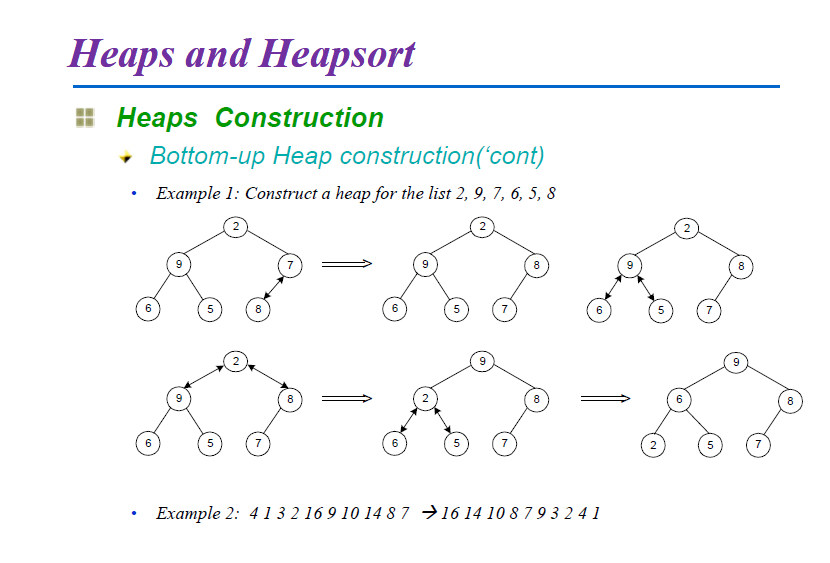 Heaps and Heapsort
Heaps Construction
Bottom-up Heap construction(‘cont)
• Example 1: Construct a heap for the list 2, 9, 7, 6, 5, 8
2 2 2
9 7 9 8 9 8
6 5 8 6 5 7 6 5 7
2 9 9
9 8 2 8 6 8
6 5 7 6 5 7 2 5 7
• Example 2: 4 1 3 2 16 9 10 14 8 7 → 16 14 10 8 7 9 3 2 4 1